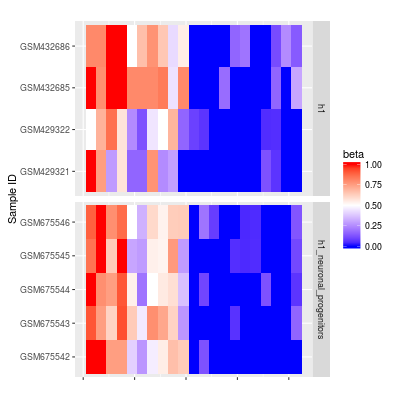 GSM432686
GSM432685
GSM429322
GSM429321
h1
GSM675546
GSM675545
GSM675544
GSM675543
GSM675542
h1_neuronal_progenitors
Sample ID
beta
1.00
0.75
0.50
0.25
0.00